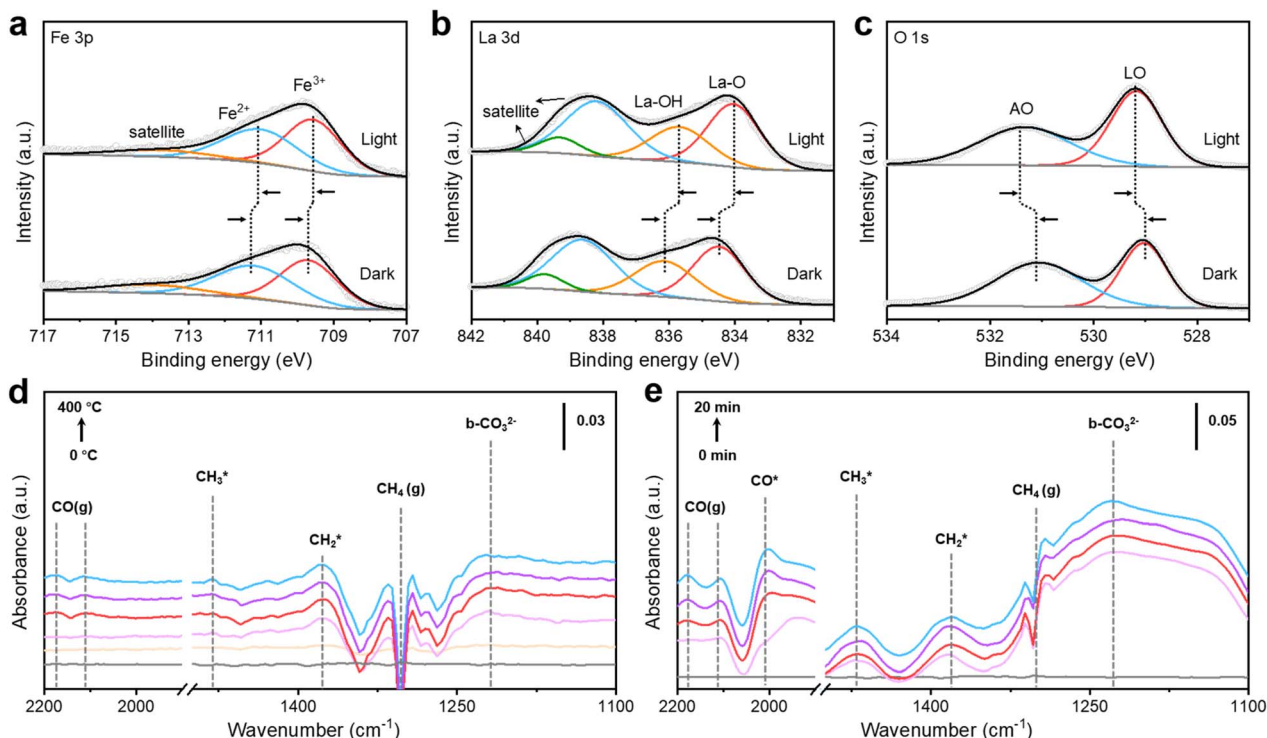 a
Fe 3p
Fe³⁺
Fe²⁺
satellite
Light
Dark
Intensity (a.u.)
717 715 713 711 709 707
Binding energy (eV)
b
La 3d
La-O
La-OH
satellite
Light
Dark
Intensity (a.u.)
842 840 838 836 834 832
Binding energy (eV)
c
O 1s
LO
AO
Light
Dark
Intensity (a.u.)
534 532 530 528
Binding energy (eV)
d
400 °C
0 °C
0.03
b-CO₃²⁻
CH₃*
CH₄ (g)
CO(g)
CH₂*
Absorbance (a.u.)
2200 2000 1400 1250 1100
Wavenumber (cm⁻¹)
e
20 min
0 min
0.05
b-CO₃²⁻
CO*
CH₃*
CH₄ (g)
CO(g)
CH₂*
Absorbance (a.u.)
2200 2000 1400 1250 1100
Wavenumber (cm⁻¹)